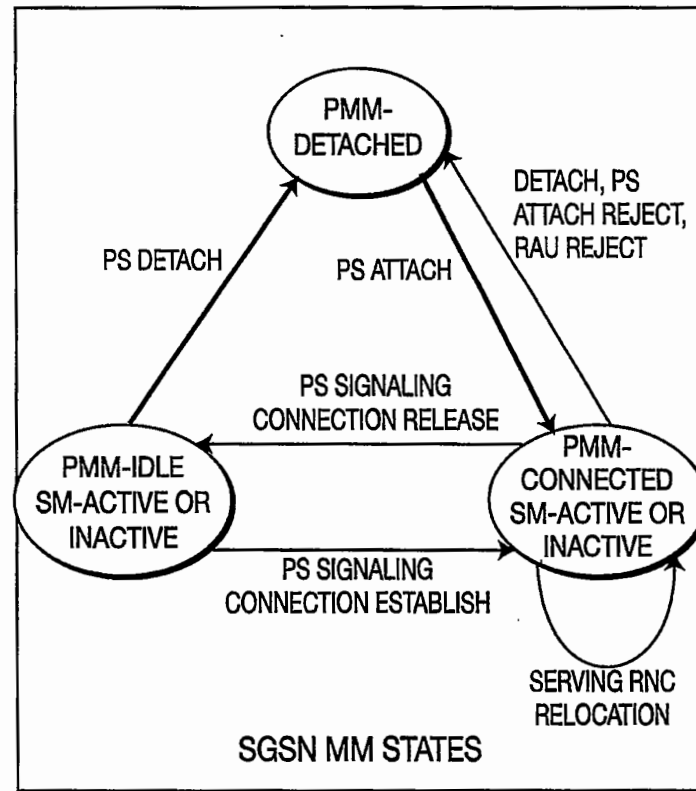 PMM-
DETACHED
DETACH, PS
ATTACH REJECT,
RAU REJECT
PS DETACH
PS ATTACH
PS SIGNALING
CONNECTION RELEASE
PMM-IDLE
SM-ACTIVE OR
INACTIVE
PMM-
CONNECTED
SM-ACTIVE OR
INACTIVE
PS SIGNALING
CONNECTION ESTABLISH
SERVING RNC
RELOCATION
SGSN MM STATES